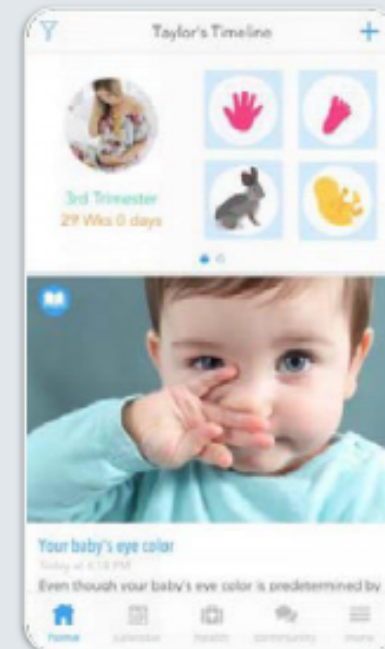 Taylor's Timeline
3rd Trimester
29 Wks 0 days
Your baby's eye color
Today at 4:14 PM
Even though your baby's eye color is predetermined by
home
calendar
health
community
more